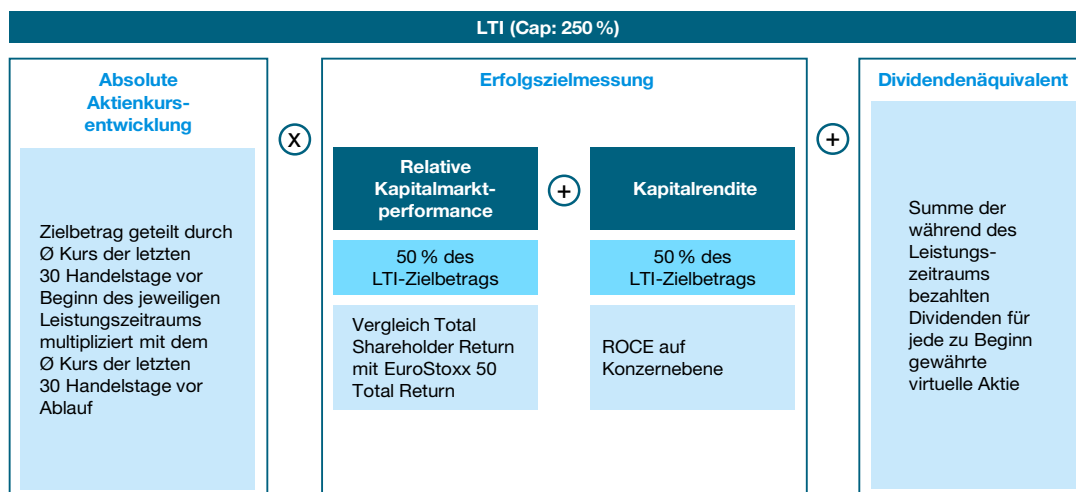 LTI (Cap: 250 %)
Absolute
Aktienkurs-
entwicklung
Zielbetrag geteilt durch
Ø Kurs der letzten
30 Handelstage vor
Beginn des jeweiligen
Leistungszeitraums
multipliziert mit dem
Ø Kurs der letzten
30 Handelstage vor
Ablauf
x
Erfolgszielmessung
Relative
Kapitalmarkt-
performance
50 % des
LTI-Zielbetrags
Vergleich Total
Shareholder Return
mit EuroStoxx 50
Total Return
+
Kapitalrendite
50 % des
LTI-Zielbetrags
ROCE auf
Konzernebene
+
Dividendenäquivalent
Summe der
während des
Leistungs-
zeitraums
bezahlten
Dividenden für
jede zu Beginn
gewährte
virtuelle Aktie